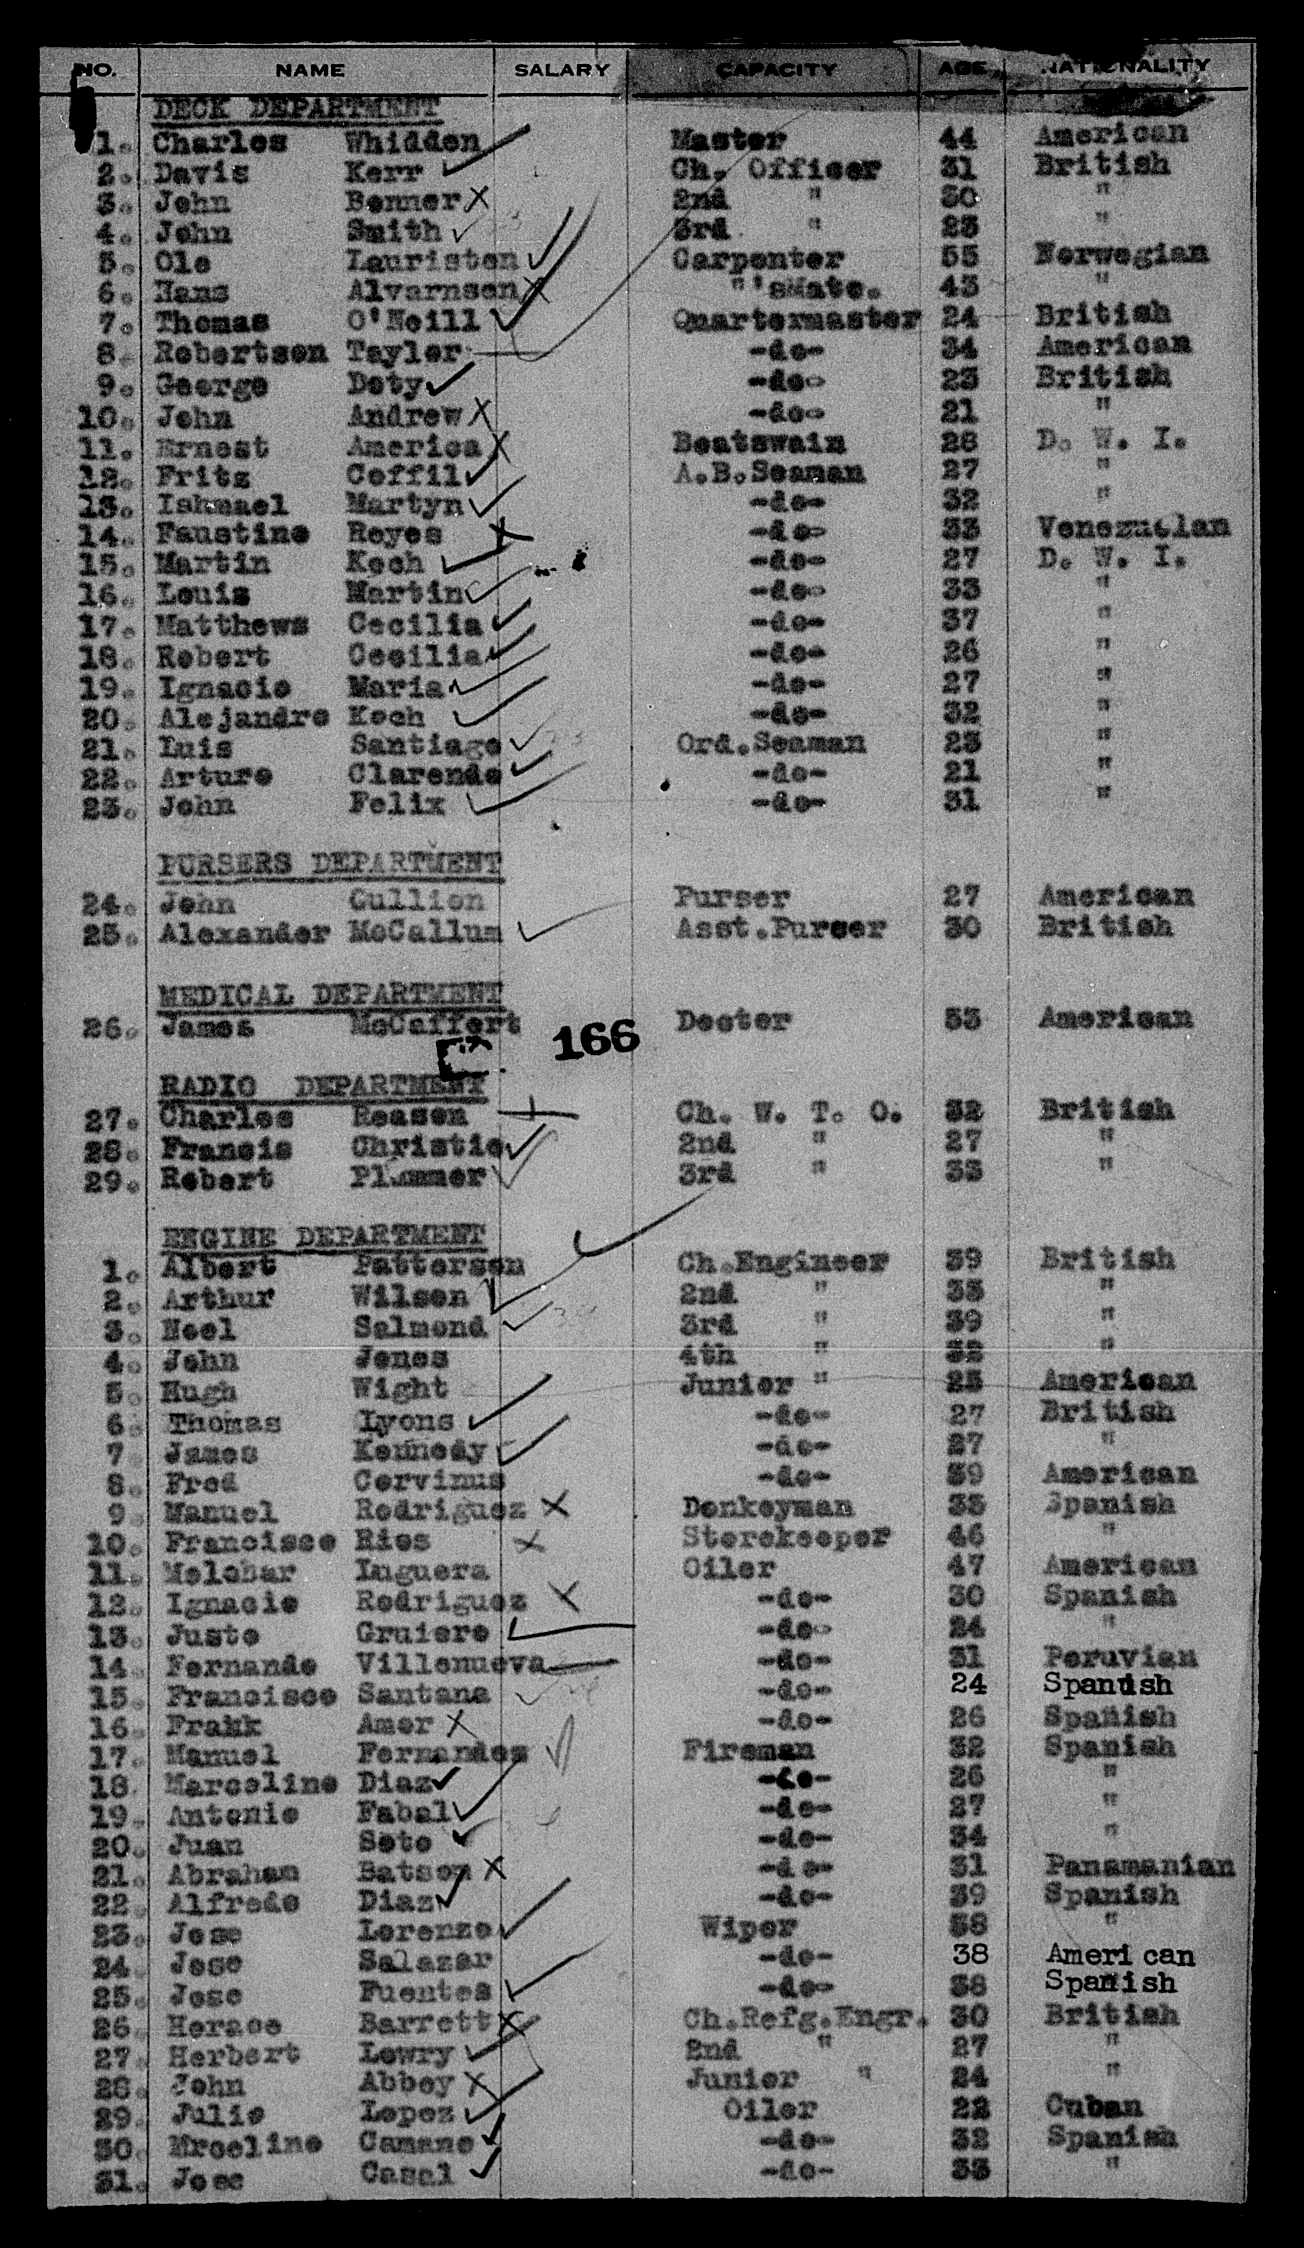 NO. NAME SALARY CAPACITY AGE NATIONALITY
DECK DEPARTMENT
1. Charles Whidden Master 44 American
2. Davis Kerr Ch. Officer 31 British
3. John Benner 2nd " 30 "
4. John Smith 3rd " 23 "
5. Ole Lauristen Carpenter 55 Norwegian
6. Hans Alvarnsen "'sMate. 43 "
7. Thomas O'Neill Quartermaster 24 British
8. Robertson Tayler -do- 34 American
9. George Doty -do- 23 British
10. John Andrew -do- 21 "
11. Ernest America Boatswain 28 D. W. I.
12. Fritz Coffil A.B.Seaman 27 "
13. Ishmael Martyn -do- 32 "
14. Faustino Reyes -do- 33 Venezuelan
15. Martin Koch -do- 27 D. W. I.
16. Louis Martin -do- 33 "
17. Matthews Cecilia -do- 37 "
18. Robert Cecilia -do- 26 "
19. Ignacio Maria -do- 27 "
20. Alejandro Koch -do- 32 "
21. Luis Santiago Ord.Seaman 23 "
22. Arturo Clarendo -do- 21 "
23. John Felix -do- 31 "
PURSERS DEPARTMENT
24. John Gullion Purser 27 American
25. Alexander McCallum Asst.Purser 30 British
MEDICAL DEPARTMENT
26. James McCaffert Doctor 53 American
166
RADIO DEPARTMENT
27. Charles Reason Ch. W. T. O. 32 British
28. Francis Christie 2nd " 27 "
29. Robert Plummer 3rd " 33 "
ENGINE DEPARTMENT
1. Albert Patterson Ch.Engineer 39 British
2. Arthur Wilson 2nd " 33 "
3. Noel Salmond 3rd " 39 "
4. John Jones 4th " 32 "
5. Hugh Wight Junior " 25 American
6. Thomas Lyons -do- 27 British
7 James Kennedy -do- 27 "
8. Fred Corvinus -do- 39 American
9. Manuel Rodriguez Donkeyman 33 Spanish
10. Francisco Rios Storekeeper 46 "
11. Melchar Luguera Oiler 47 American
12. Ignacio Rodriguez -do- 30 Spanish
13. Justo Gruiero -do- 24 "
14. Fernando Villenueva -do- 31 Peruvian
15. Francisco Santana -do- 24 Spanish
16. Frank Amor -do- 26 Spanish
17. Manuel Fernandes Fireman 32 Spanish
18. Marcelino Diaz -do- 26 "
19. Antonio Fabal -do- 27 "
20. Juan Soto -do- 34 "
21. Abraham Batson -do- 31 Panamanian
22. Alfredo Diaz -do- 39 Spanish
23. Jose Lorenzo Wiper 38 "
24. Jose Salazar -do- 38 American
25. Jose Fuentes -do- 38 Spanish
26. Horace Barrett Ch.Refg.Engr. 30 British
27. Herbert Lowry 2nd " 27 "
28. John Abbey Junior " 24 "
29. Julio Lopez Oiler 22 Cuban
30. Mrceline Camano -do- 32 Spanish
31. Jose Casal -do- 33 "